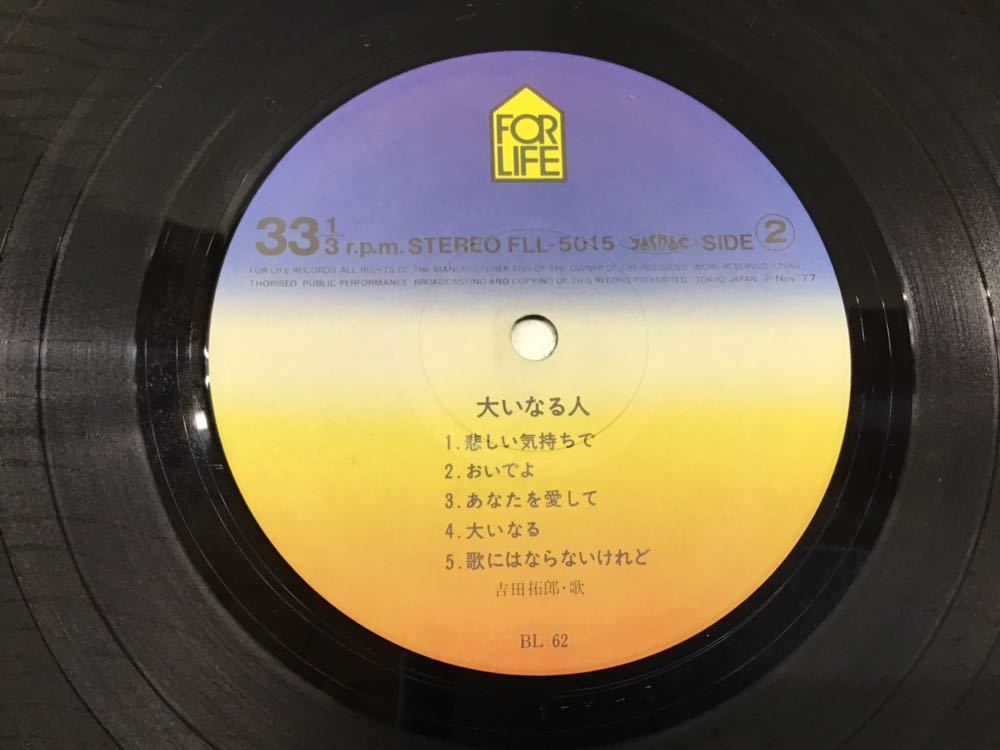 FOR
LIFE
33 1/3 r.p.m. STEREO FLL-5015 JASRAC SIDE 2
FOR LIFE RECORDS ALL RIGHTS OF THE MANUFACTURER AND OF THE OWNER OF THE RECORDED WORK RESERVED UNAU
THORISED PUBLIC PERFORMANCE BROADCASTING AND COPYING OF THIS RECORD PROHIBITED. TOKYO JAPAN. P Nov.'77
大いなる人
1.悲しい気持ちで
2.おいでよ
3.あなたを愛して
4.大いなる
5.歌にはならないけれど
吉田拓郎・歌
BL 62